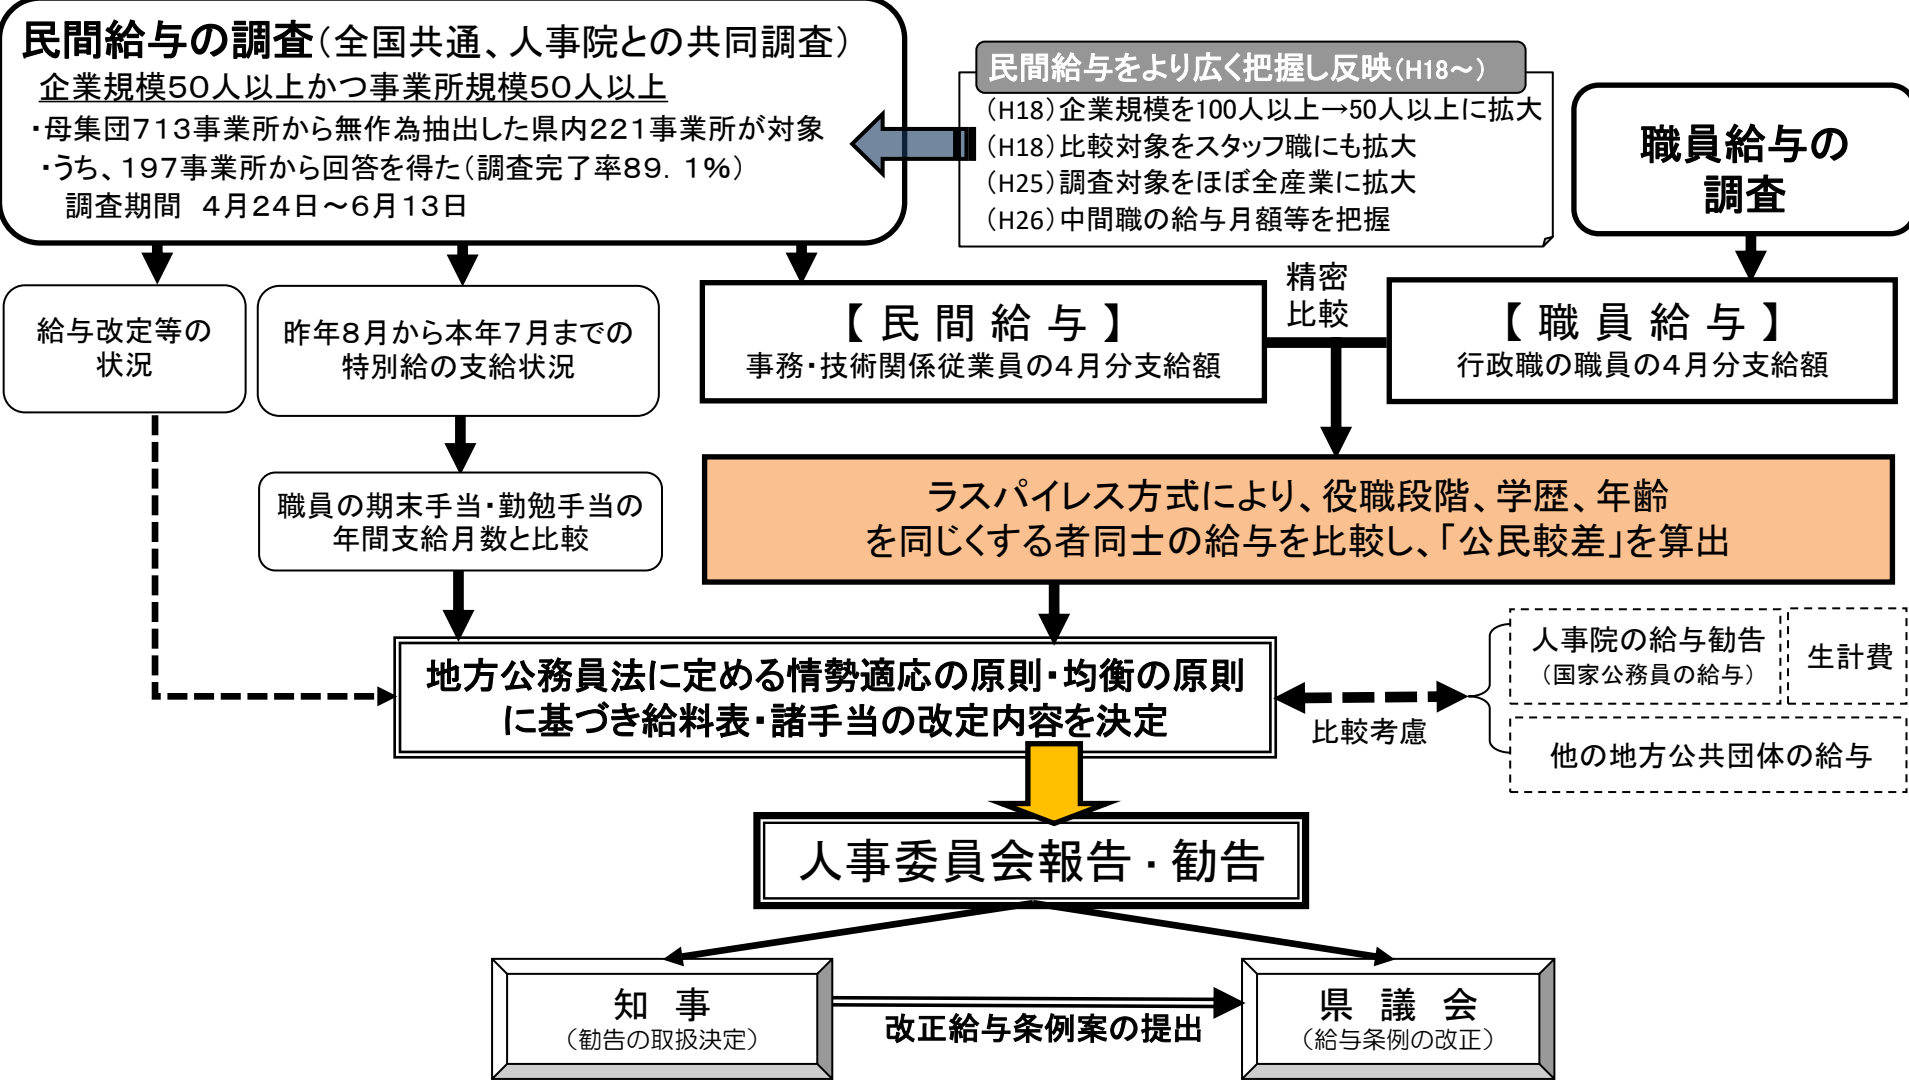 民間給与の調査（全国共通、人事院との共同調査）
企業規模50人以上かつ事業所規模50人以上
・母集団713事業所から無作為抽出した県内221事業所が対象
・うち、197事業所から回答を得た（調査完了率89．1％）
調査期間　4月24日～6月13日
民間給与をより広く把握し反映（H18～）
（H18）企業規模を100人以上→50人以上に拡大
（H18）比較対象をスタッフ職にも拡大
（H25）調査対象をほぼ全産業に拡大
（H26）中間職の給与月額等を把握
職員給与の
調査
給与改定等の
状況
昨年8月から本年7月までの
特別給の支給状況
【 民 間 給 与 】
事務・技術関係従業員の4月分支給額
精密
比較
【 職 員 給 与 】
行政職の職員の4月分支給額
職員の期末手当・勤勉手当の
年間支給月数と比較
ラスパイレス方式により、役職段階、学歴、年齢
を同じくする者同士の給与を比較し、「公民較差」を算出
地方公務員法に定める情勢適応の原則・均衡の原則
に基づき給料表・諸手当の改定内容を決定
比較考慮
人事院の給与勧告
（国家公務員の給与）
生計費
他の地方公共団体の給与
人事委員会報告・勧告
知　事
（勧告の取扱決定）
改正給与条例案の提出
県　議　会
（給与条例の改正）